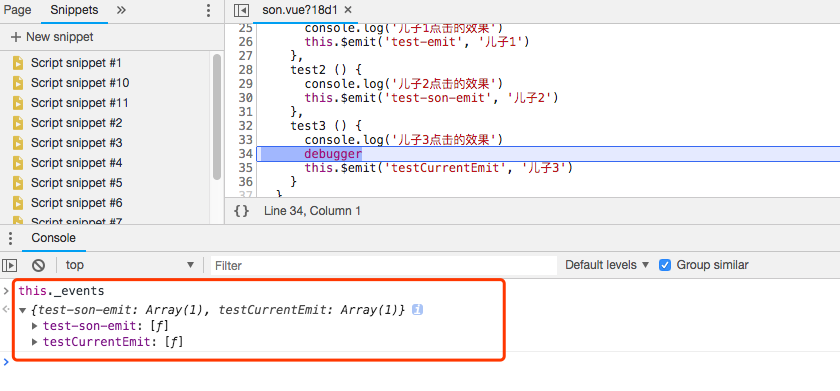 Page Snippets »
+ New snippet
Script snippet #1
Script snippet #10
Script snippet #11
Script snippet #2
Script snippet #3
Script snippet #4
Script snippet #5
Script snippet #6
Script snippet #7
son.vue?18d1 ×
25 console.log('儿子1点击的效果')
26 this.$emit('test-emit', '儿子1')
27 },
28 test2 () {
29 console.log('儿子2点击的效果')
30 this.$emit('test-son-emit', '儿子2')
31 },
32 test3 () {
33 console.log('儿子3点击的效果')
34 debugger
35 this.$emit('testCurrentEmit', '儿子3')
36 }
37 }
{} Line 34, Column 1
Console
top Filter Default levels Group similar
this._events
{test-son-emit: Array(1), testCurrentEmit: Array(1)} i
test-son-emit: [ƒ]
testCurrentEmit: [ƒ]